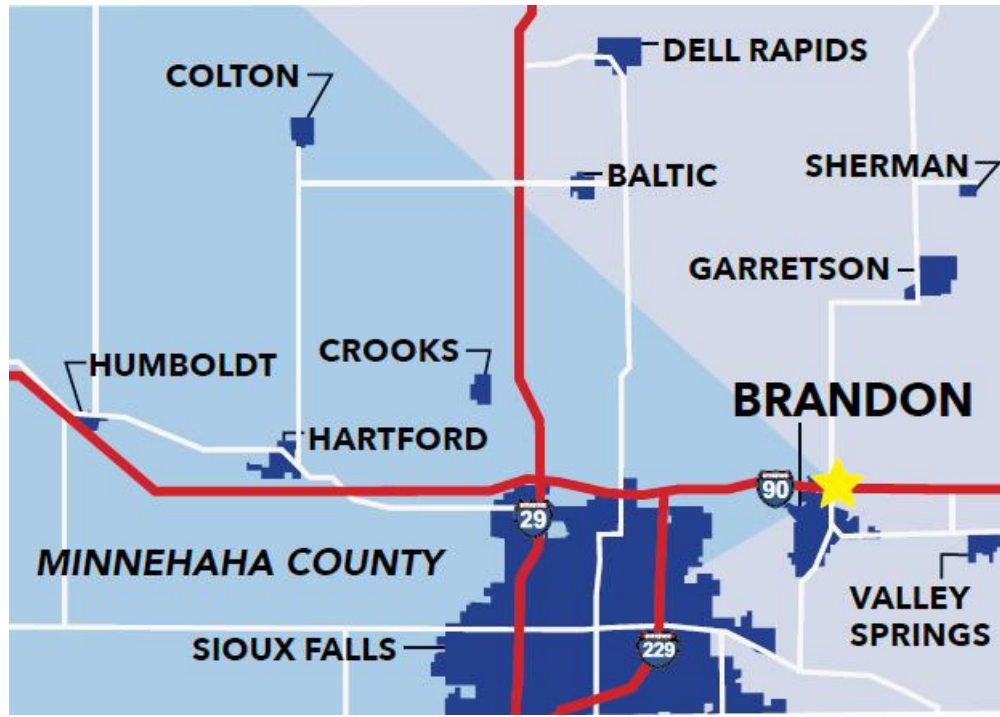 DELL RAPIDS
COLTON
SHERMAN
BALTIC
GARRETSON
CROOKS
HUMBOLDT
BRANDON
HARTFORD
90
29
MINNEHAHA COUNTY
VALLEY
SPRINGS
SIOUX FALLS
229